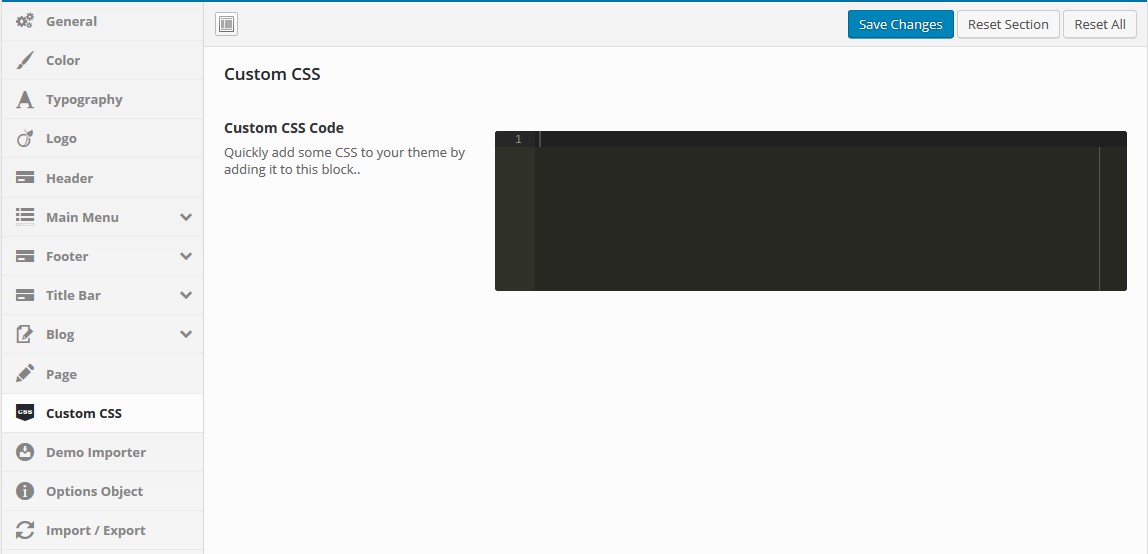 General
Color
Typography
Logo
Header
Main Menu
Footer
Title Bar
Blog
Page
CSS
Custom CSS
Demo Importer
Options Object
Import / Export
Save Changes
Reset Section
Reset All
Custom CSS
Custom CSS Code
Quickly add some CSS to your theme by
adding it to this block..
1